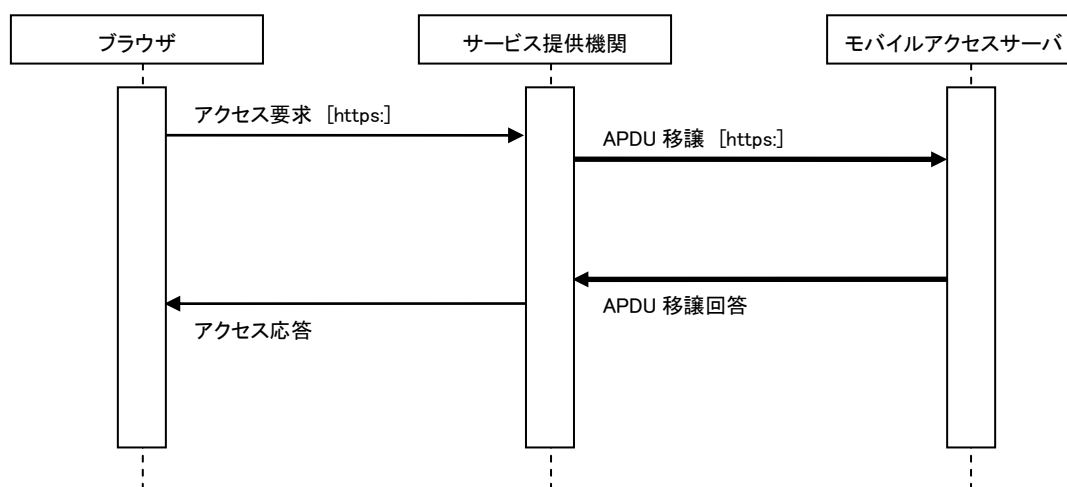 ブラウザ
サービス提供機関
モバイルアクセスサーバ
アクセス要求 [https:]
APDU 移譲 [https:]
APDU 移譲回答
アクセス応答